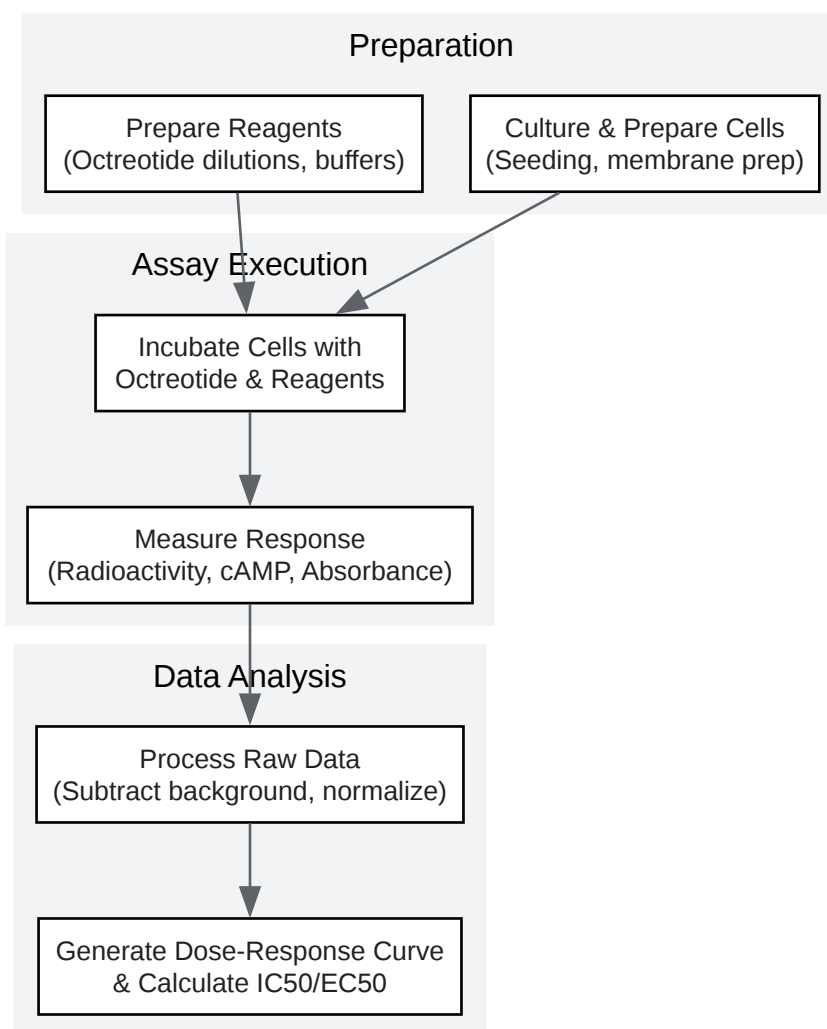 Preparation
Prepare Reagents
(Octreotide dilutions, buffers)
Culture & Prepare Cells
(Seeding, membrane prep)
Assay Execution
Incubate Cells with
Octreotide & Reagents
Measure Response
(Radioactivity, cAMP, Absorbance)
Data Analysis
Process Raw Data
(Subtract background, normalize)
Generate Dose-Response Curve
& Calculate IC50/EC50